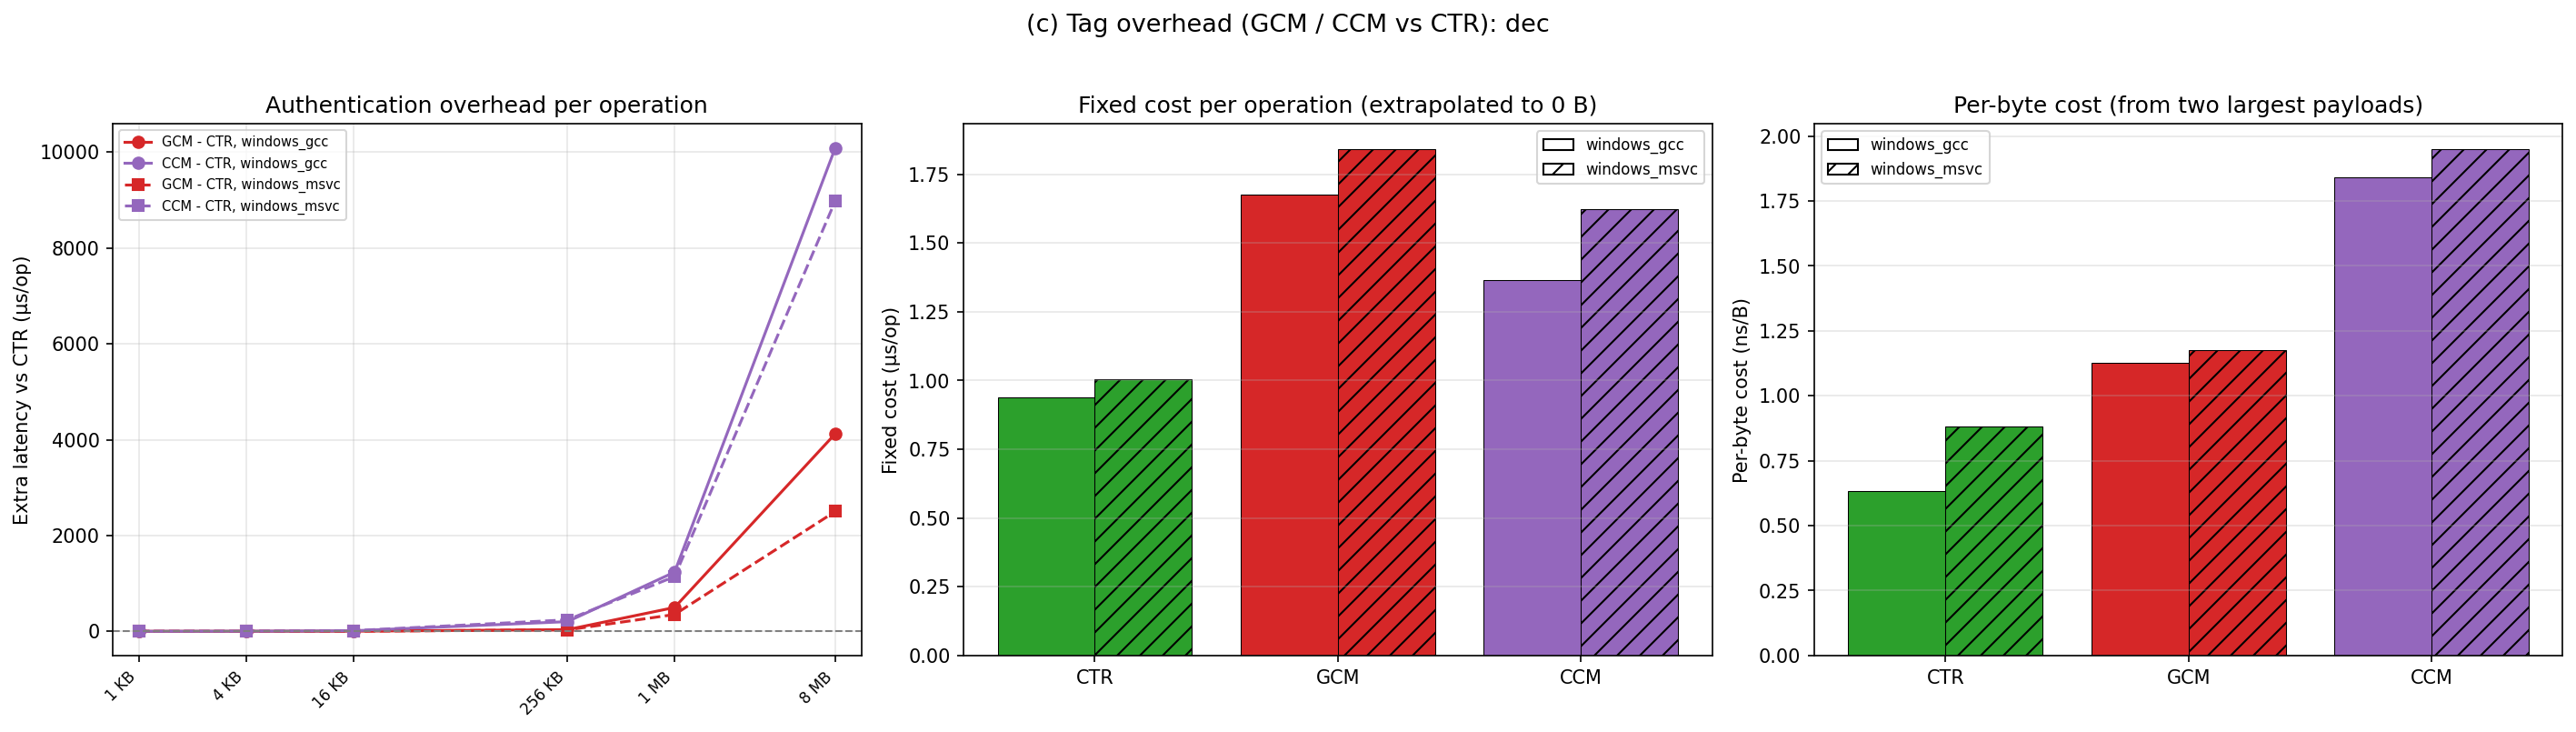 (c) Tag overhead (GCM / CCM vs CTR): dec
Authentication overhead per operation
Extra latency vs CTR (µs/op)
10000
8000
6000
4000
2000
0
GCM - CTR, windows_gcc
CCM - CTR, windows_gcc
GCM - CTR, windows_msvc
CCM - CTR, windows_msvc
1 KB
4 KB
16 KB
256 KB
1 MB
8 MB
Fixed cost per operation (extrapolated to 0 B)
Fixed cost (µs/op)
1.75
1.50
1.25
1.00
0.75
0.50
0.25
0.00
windows_gcc
windows_msvc
CTR
GCM
CCM
Per-byte cost (from two largest payloads)
Per-byte cost (ns/B)
2.00
1.75
1.50
1.25
1.00
0.75
0.50
0.25
0.00
windows_gcc
windows_msvc
CTR
GCM
CCM